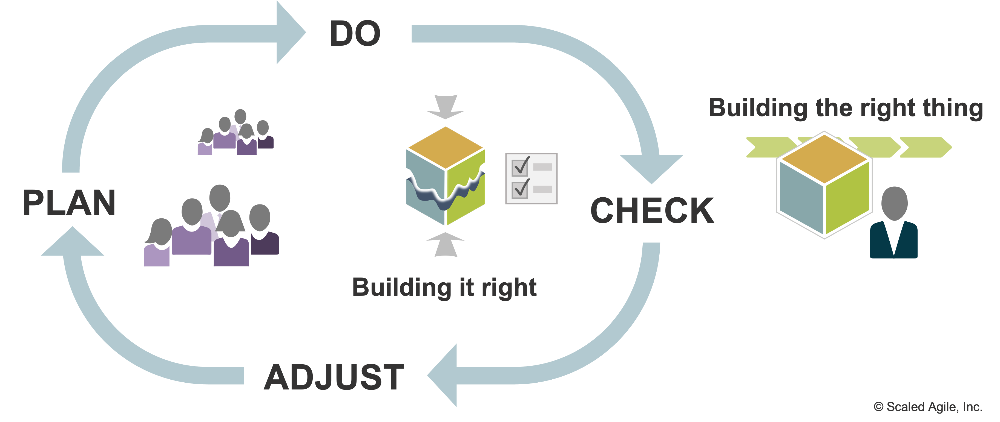 DO
Building the right thing
PLAN
CHECK
Building it right
ADJUST
© Scaled Agile, Inc.